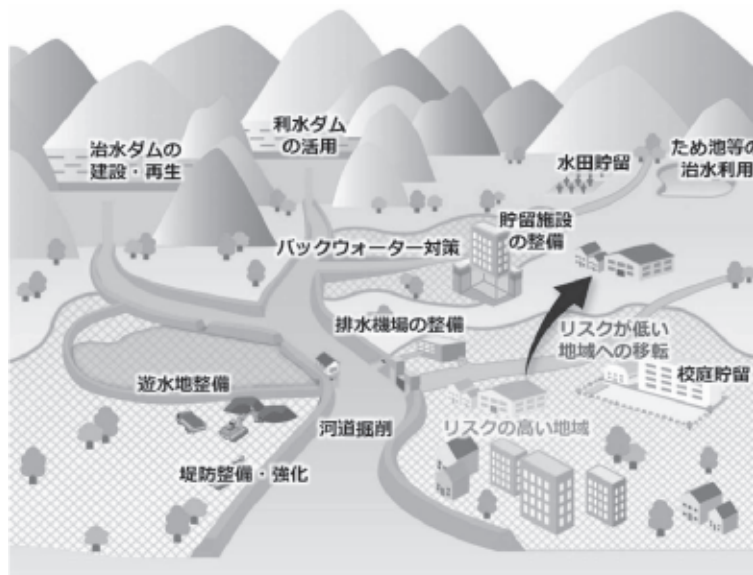 治水ダムの
建設・再生
利水ダム
の活用
水田貯留
ため池等の
治水利用
バックウォーター対策
貯留施設
の整備
排水機場の整備
リスクが低い
地域への移転
遊水地整備
校庭貯留
河道掘削
リスクの高い地域
堤防整備・強化